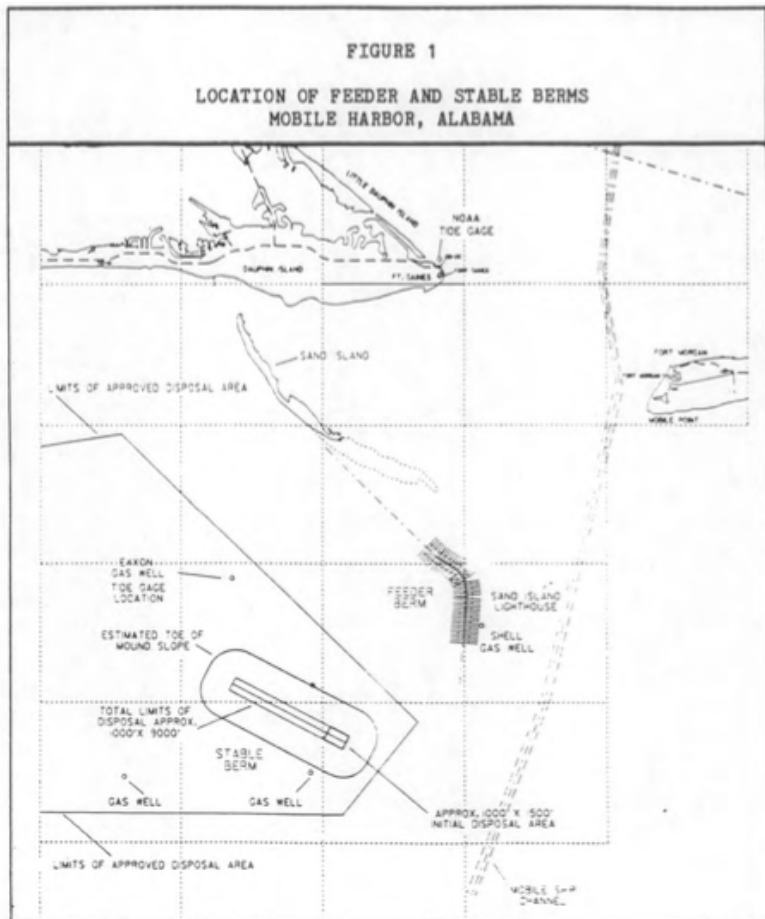 FIGURE 1
LOCATION OF FEEDER AND STABLE BERMS
MOBILE HARBOR, ALABAMA
LITTLE DAUPHIN ISLAND
NOAA
TIDE GAGE
DAUPHIN ISLAND
FT. GAINES
SAND ISLAND
FORT MORGAN
FORT MORGAN
MOBILE POINT
LIMITS OF APPROVED DISPOSAL AREA
EXXON
GAS WELL
TIDE GAGE
LOCATION
FEEDER
BERM
SAND ISLAND
LIGHTHOUSE
SHELL
GAS WELL
ESTIMATED TOE OF
MOUND SLOPE
TOTAL LIMITS OF
DISPOSAL APPROX.
1000'X 9000'
STABLE
BERM
GAS WELL
GAS WELL
APPROX. 1000' X 1500'
INITIAL DISPOSAL AREA
LIMITS OF APPROVED DISPOSAL AREA
MOBILE SHIP
CHANNEL